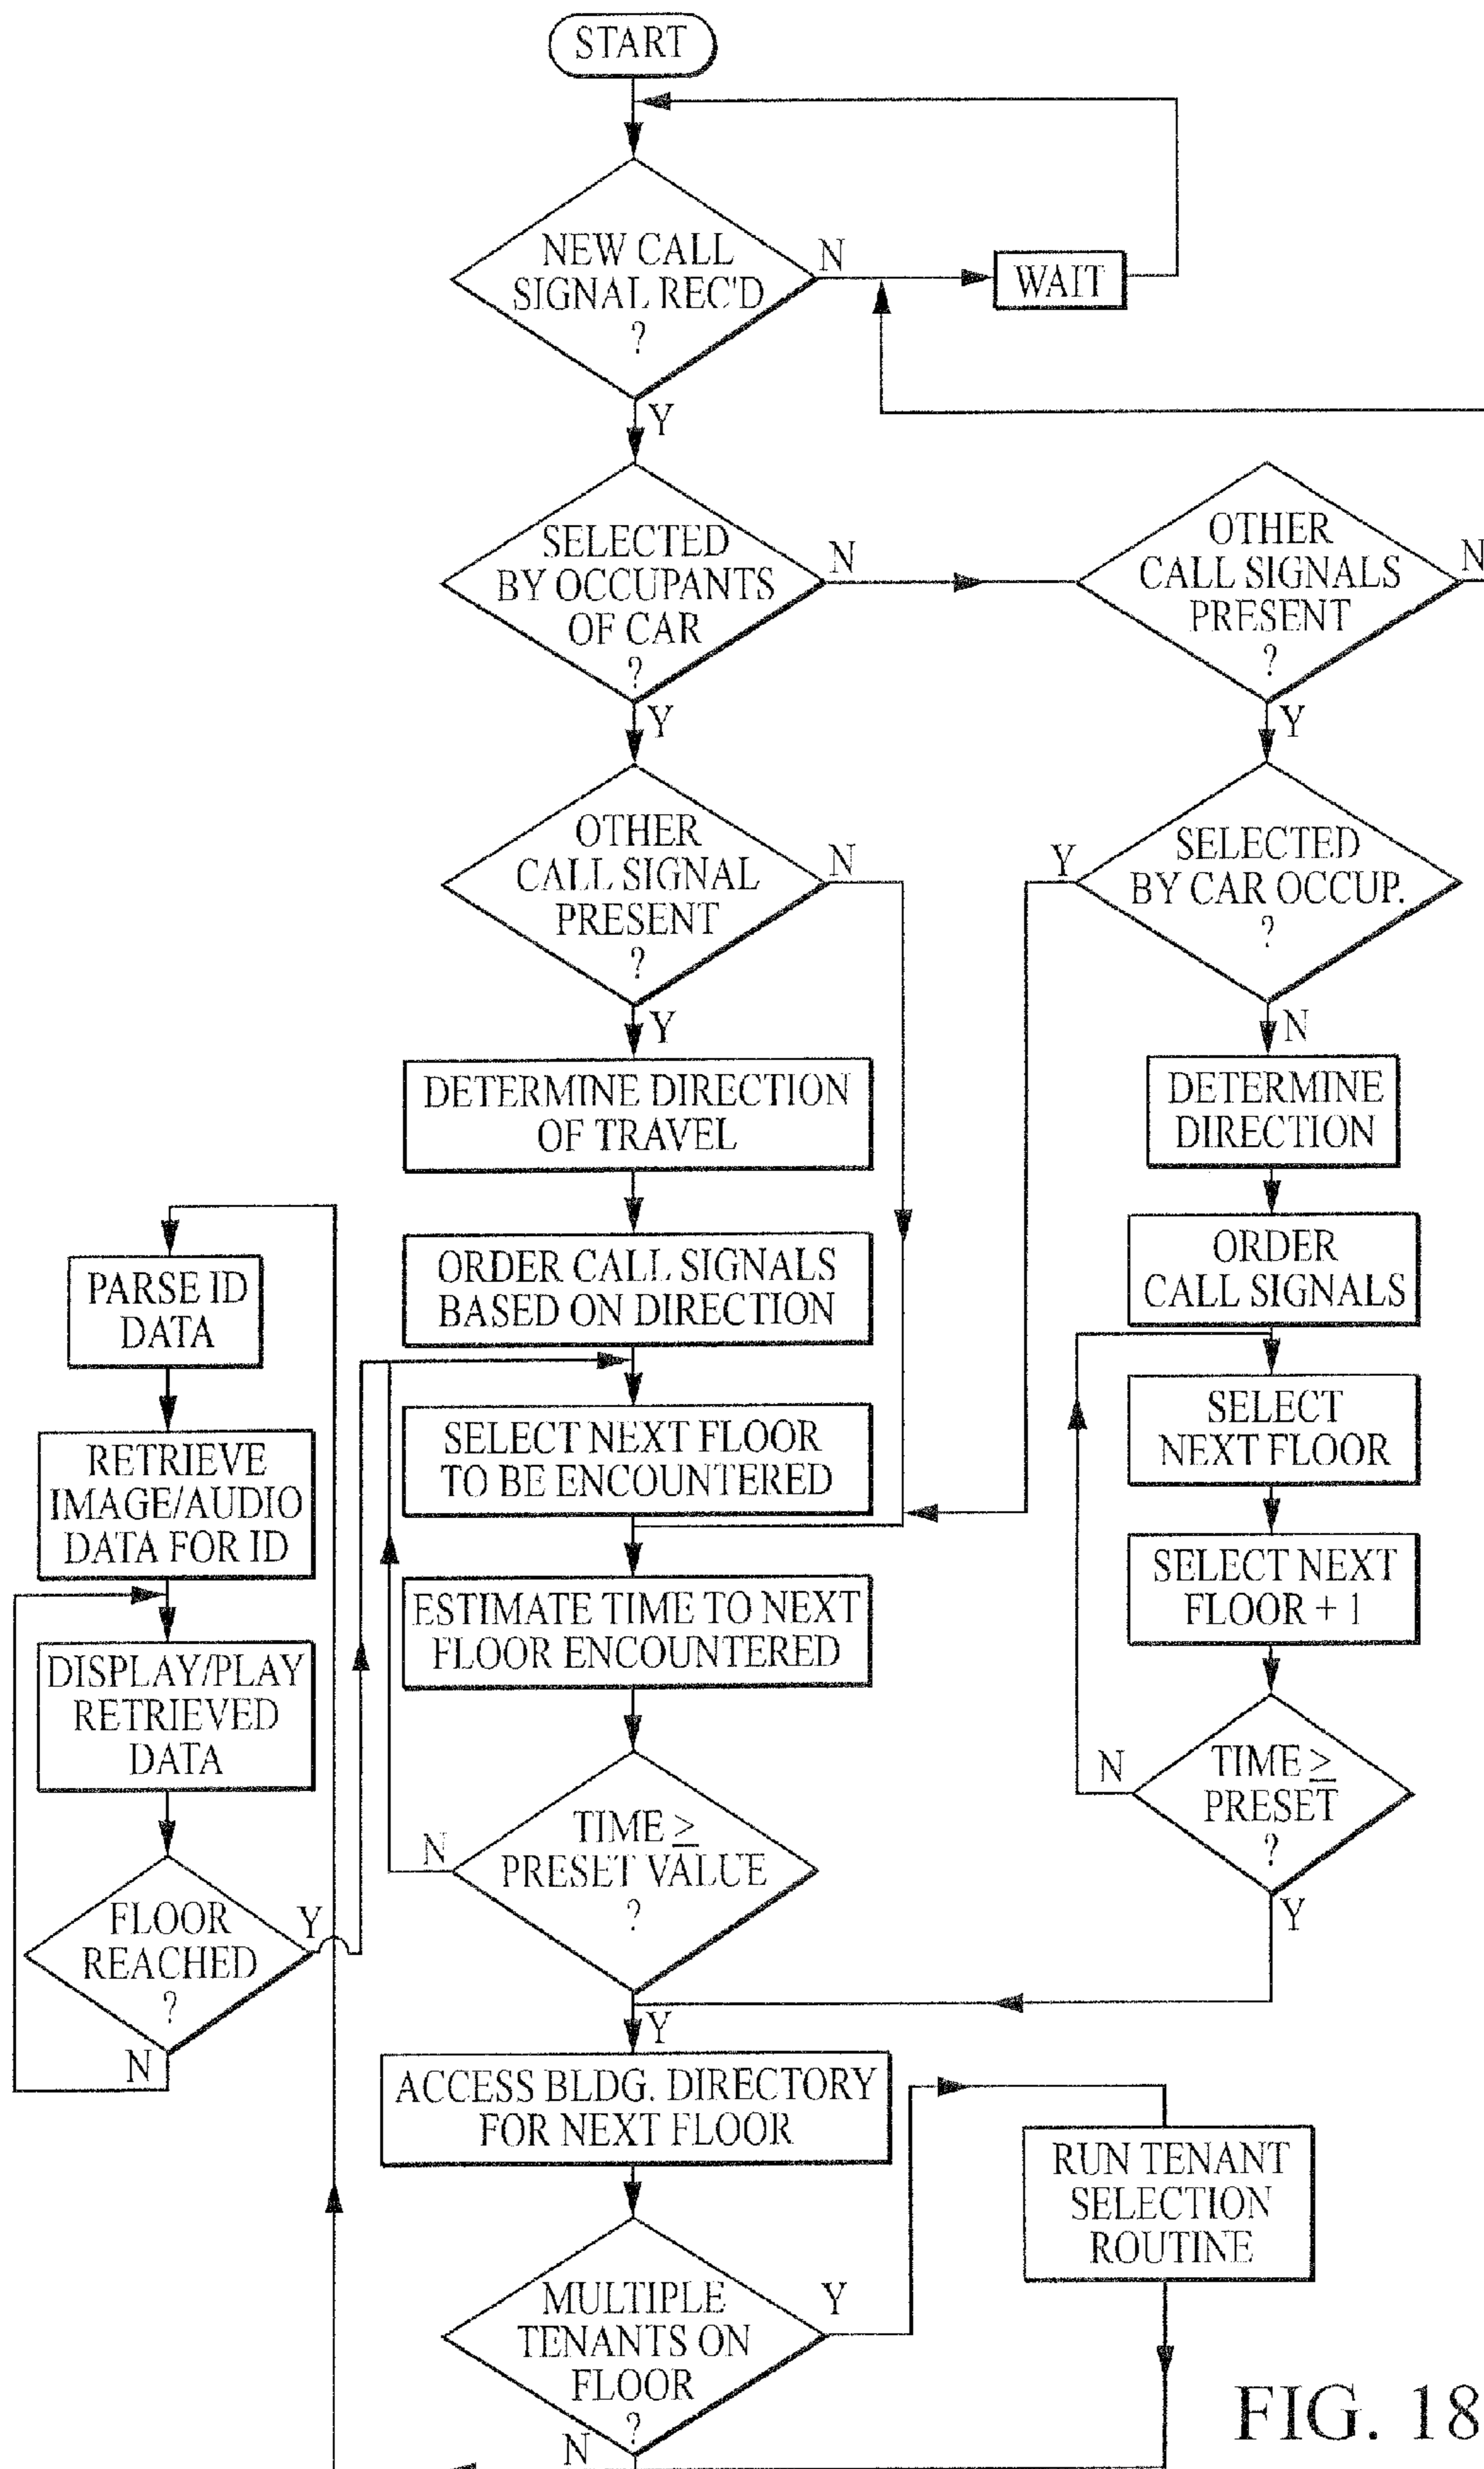 START
NEW CALL
SIGNAL REC'D
?
N
WAIT
Y
SELECTED
BY OCCUPANTS
OF CAR
?
N
OTHER
CALL SIGNALS
PRESENT
?
N
Y
Y
OTHER
CALL SIGNAL
PRESENT
?
N
Y
SELECTED
BY CAR OCCUP.
?
Y
N
DETERMINE DIRECTION
OF TRAVEL
DETERMINE
DIRECTION
ORDER CALL SIGNALS
BASED ON DIRECTION
ORDER
CALL SIGNALS
PARSE ID
DATA
SELECT NEXT FLOOR
TO BE ENCOUNTERED
SELECT
NEXT FLOOR
RETRIEVE
IMAGE/AUDIO
DATA FOR ID
SELECT NEXT
FLOOR + 1
ESTIMATE TIME TO NEXT
FLOOR ENCOUNTERED
DISPLAY/PLAY
RETRIEVED
DATA
N
TIME ≥
PRESET
?
Y
N
TIME ≥
PRESET VALUE
?
Y
FLOOR
REACHED
?
Y
N
ACCESS BLDG. DIRECTORY
FOR NEXT FLOOR
RUN TENANT
SELECTION
ROUTINE
MULTIPLE
TENANTS ON
FLOOR
?
Y
N
FIG. 18